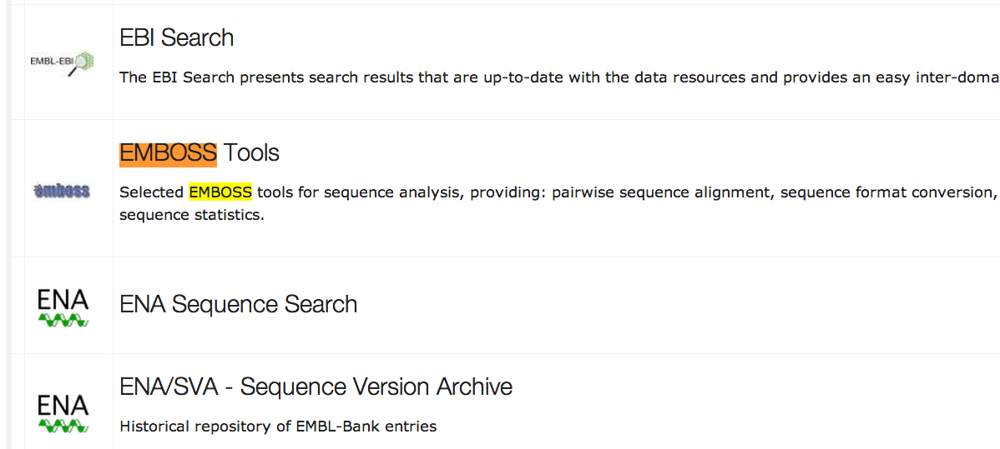 EBI Search
EMBL-EBI
The EBI Search presents search results that are up-to-date with the data resources and provides an easy inter-doma
EMBOSS Tools
emboss
Selected EMBOSS tools for sequence analysis, providing: pairwise sequence alignment, sequence format conversion,
sequence statistics.
ENA
ENA Sequence Search
ENA/SVA - Sequence Version Archive
ENA
Historical repository of EMBL-Bank entries